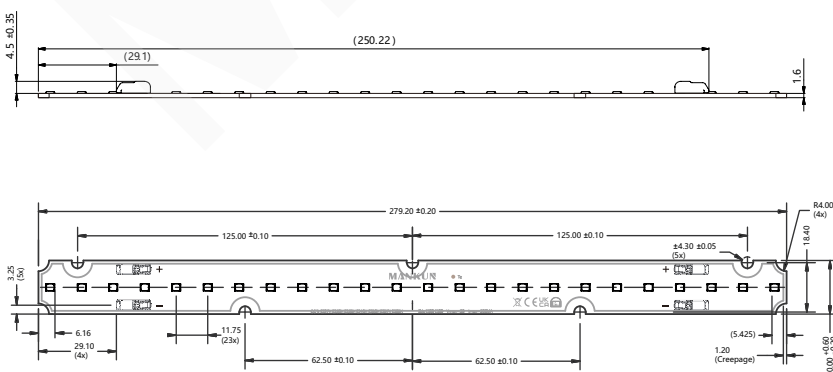 4.5 ±0.35
(250.22)
(29.1)
1.6
279.20 ±0.20
R4.00
(4x)
125.00 ±0.10
125.00 ±0.10
±4.30 ±0.05
(5x)
18.40
3.25
(5x)
+
+
MANKUN
−
−
6.16
11.75
(23x)
(5.425)
29.10
(4x)
62.50 ±0.10
62.50 ±0.10
1.20
(Creepage)
+0.60